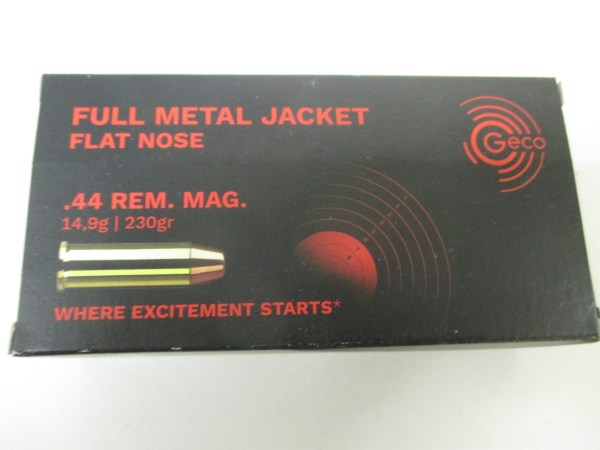 FULL METAL JACKET
FLAT NOSE
Geco
.44 REM. MAG.
14,9g | 230gr
WHERE EXCITEMENT STARTS*